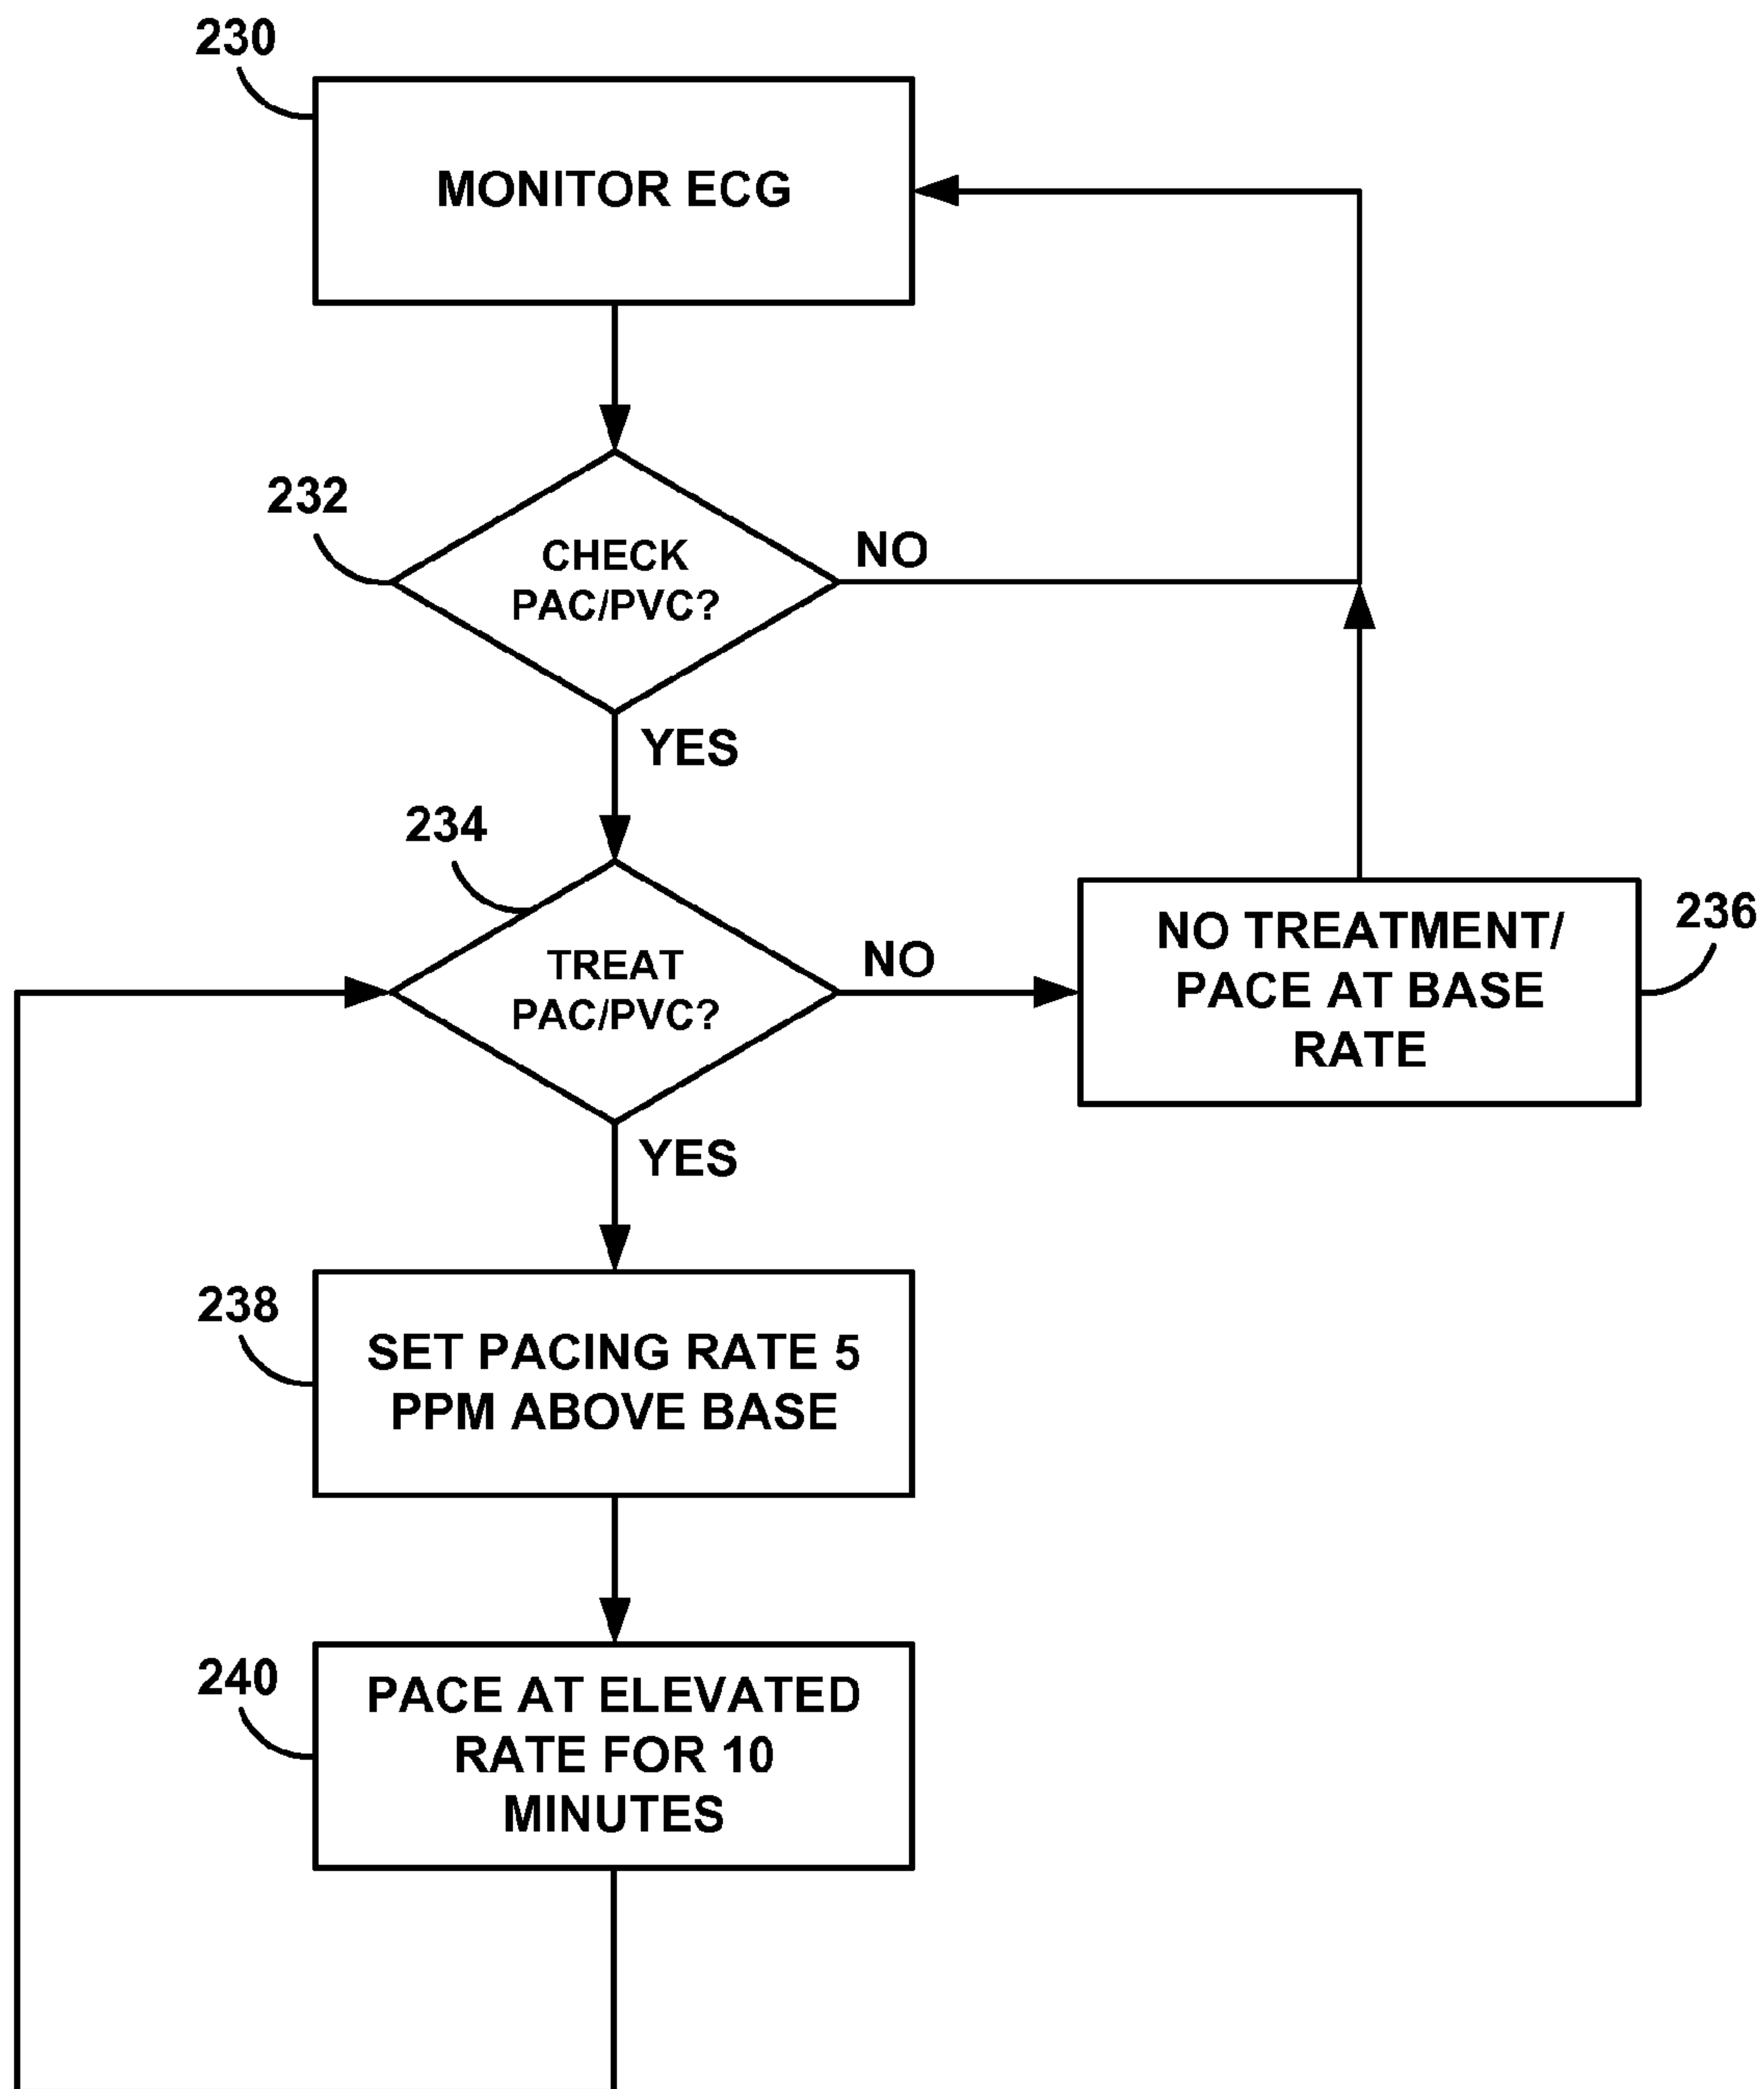 230
MONITOR ECG
232
CHECK
PAC/PVC?
NO
YES
234
TREAT
PAC/PVC?
NO
NO TREATMENT/
PACE AT BASE
RATE
236
YES
238
SET PACING RATE 5
PPM ABOVE BASE
240
PACE AT ELEVATED
RATE FOR 10
MINUTES